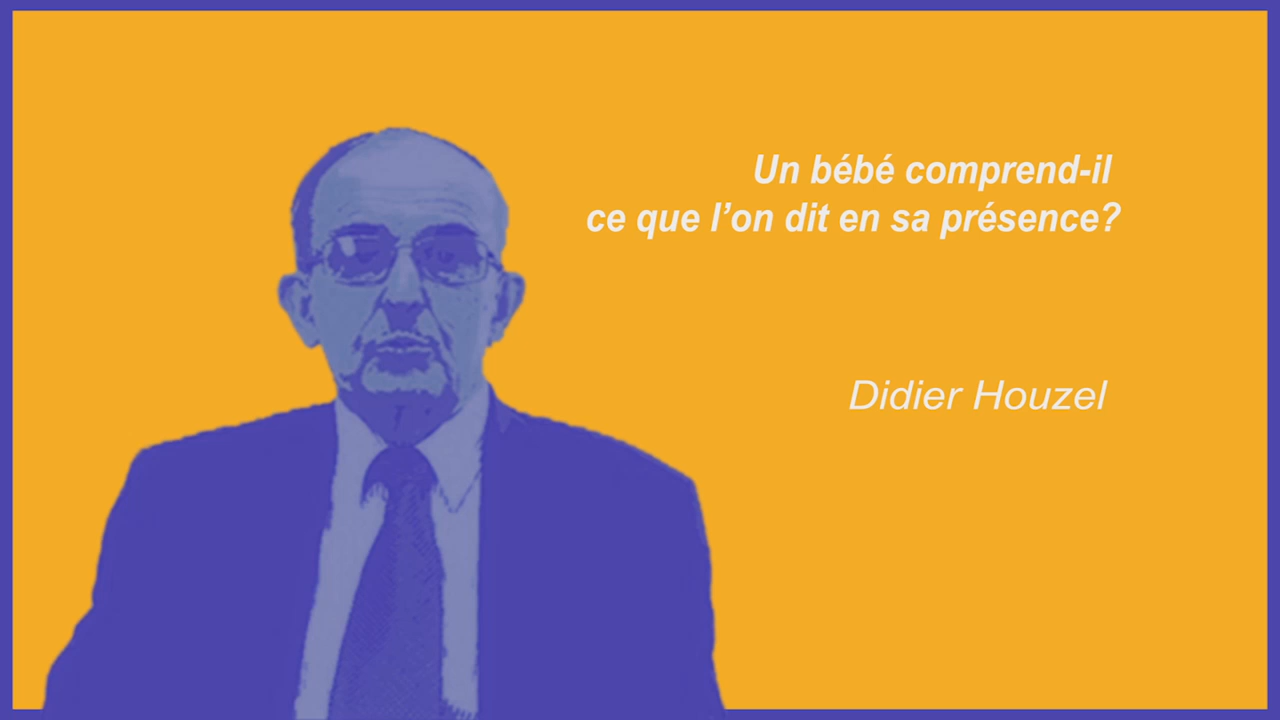 Un bébé comprend-il
ce que l’on dit en sa présence?
Didier Houzel